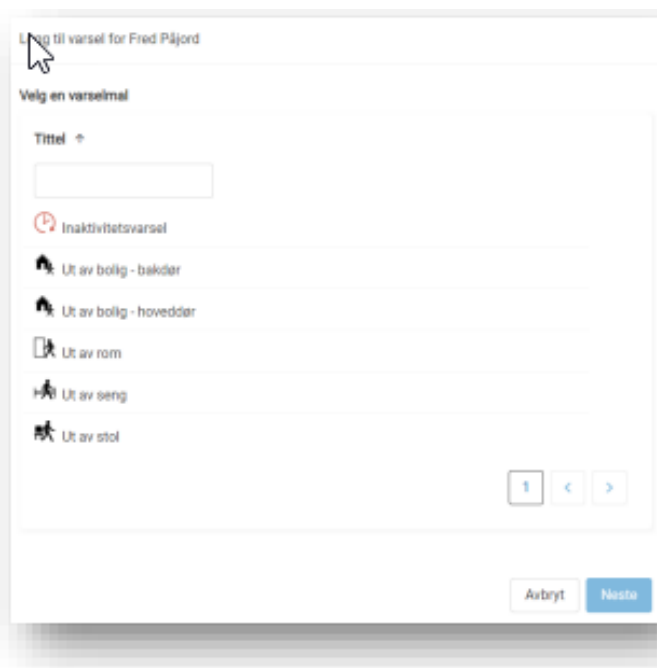 Legg til varsel for Fred Påjord
Velg en varselmal
Tittel
Inaktivitetsvarsel
Ut av bolig - bakdør
Ut av bolig - hoveddør
Ut av rom
Ut av seng
Ut av stol
1 < >
Avbryt Neste